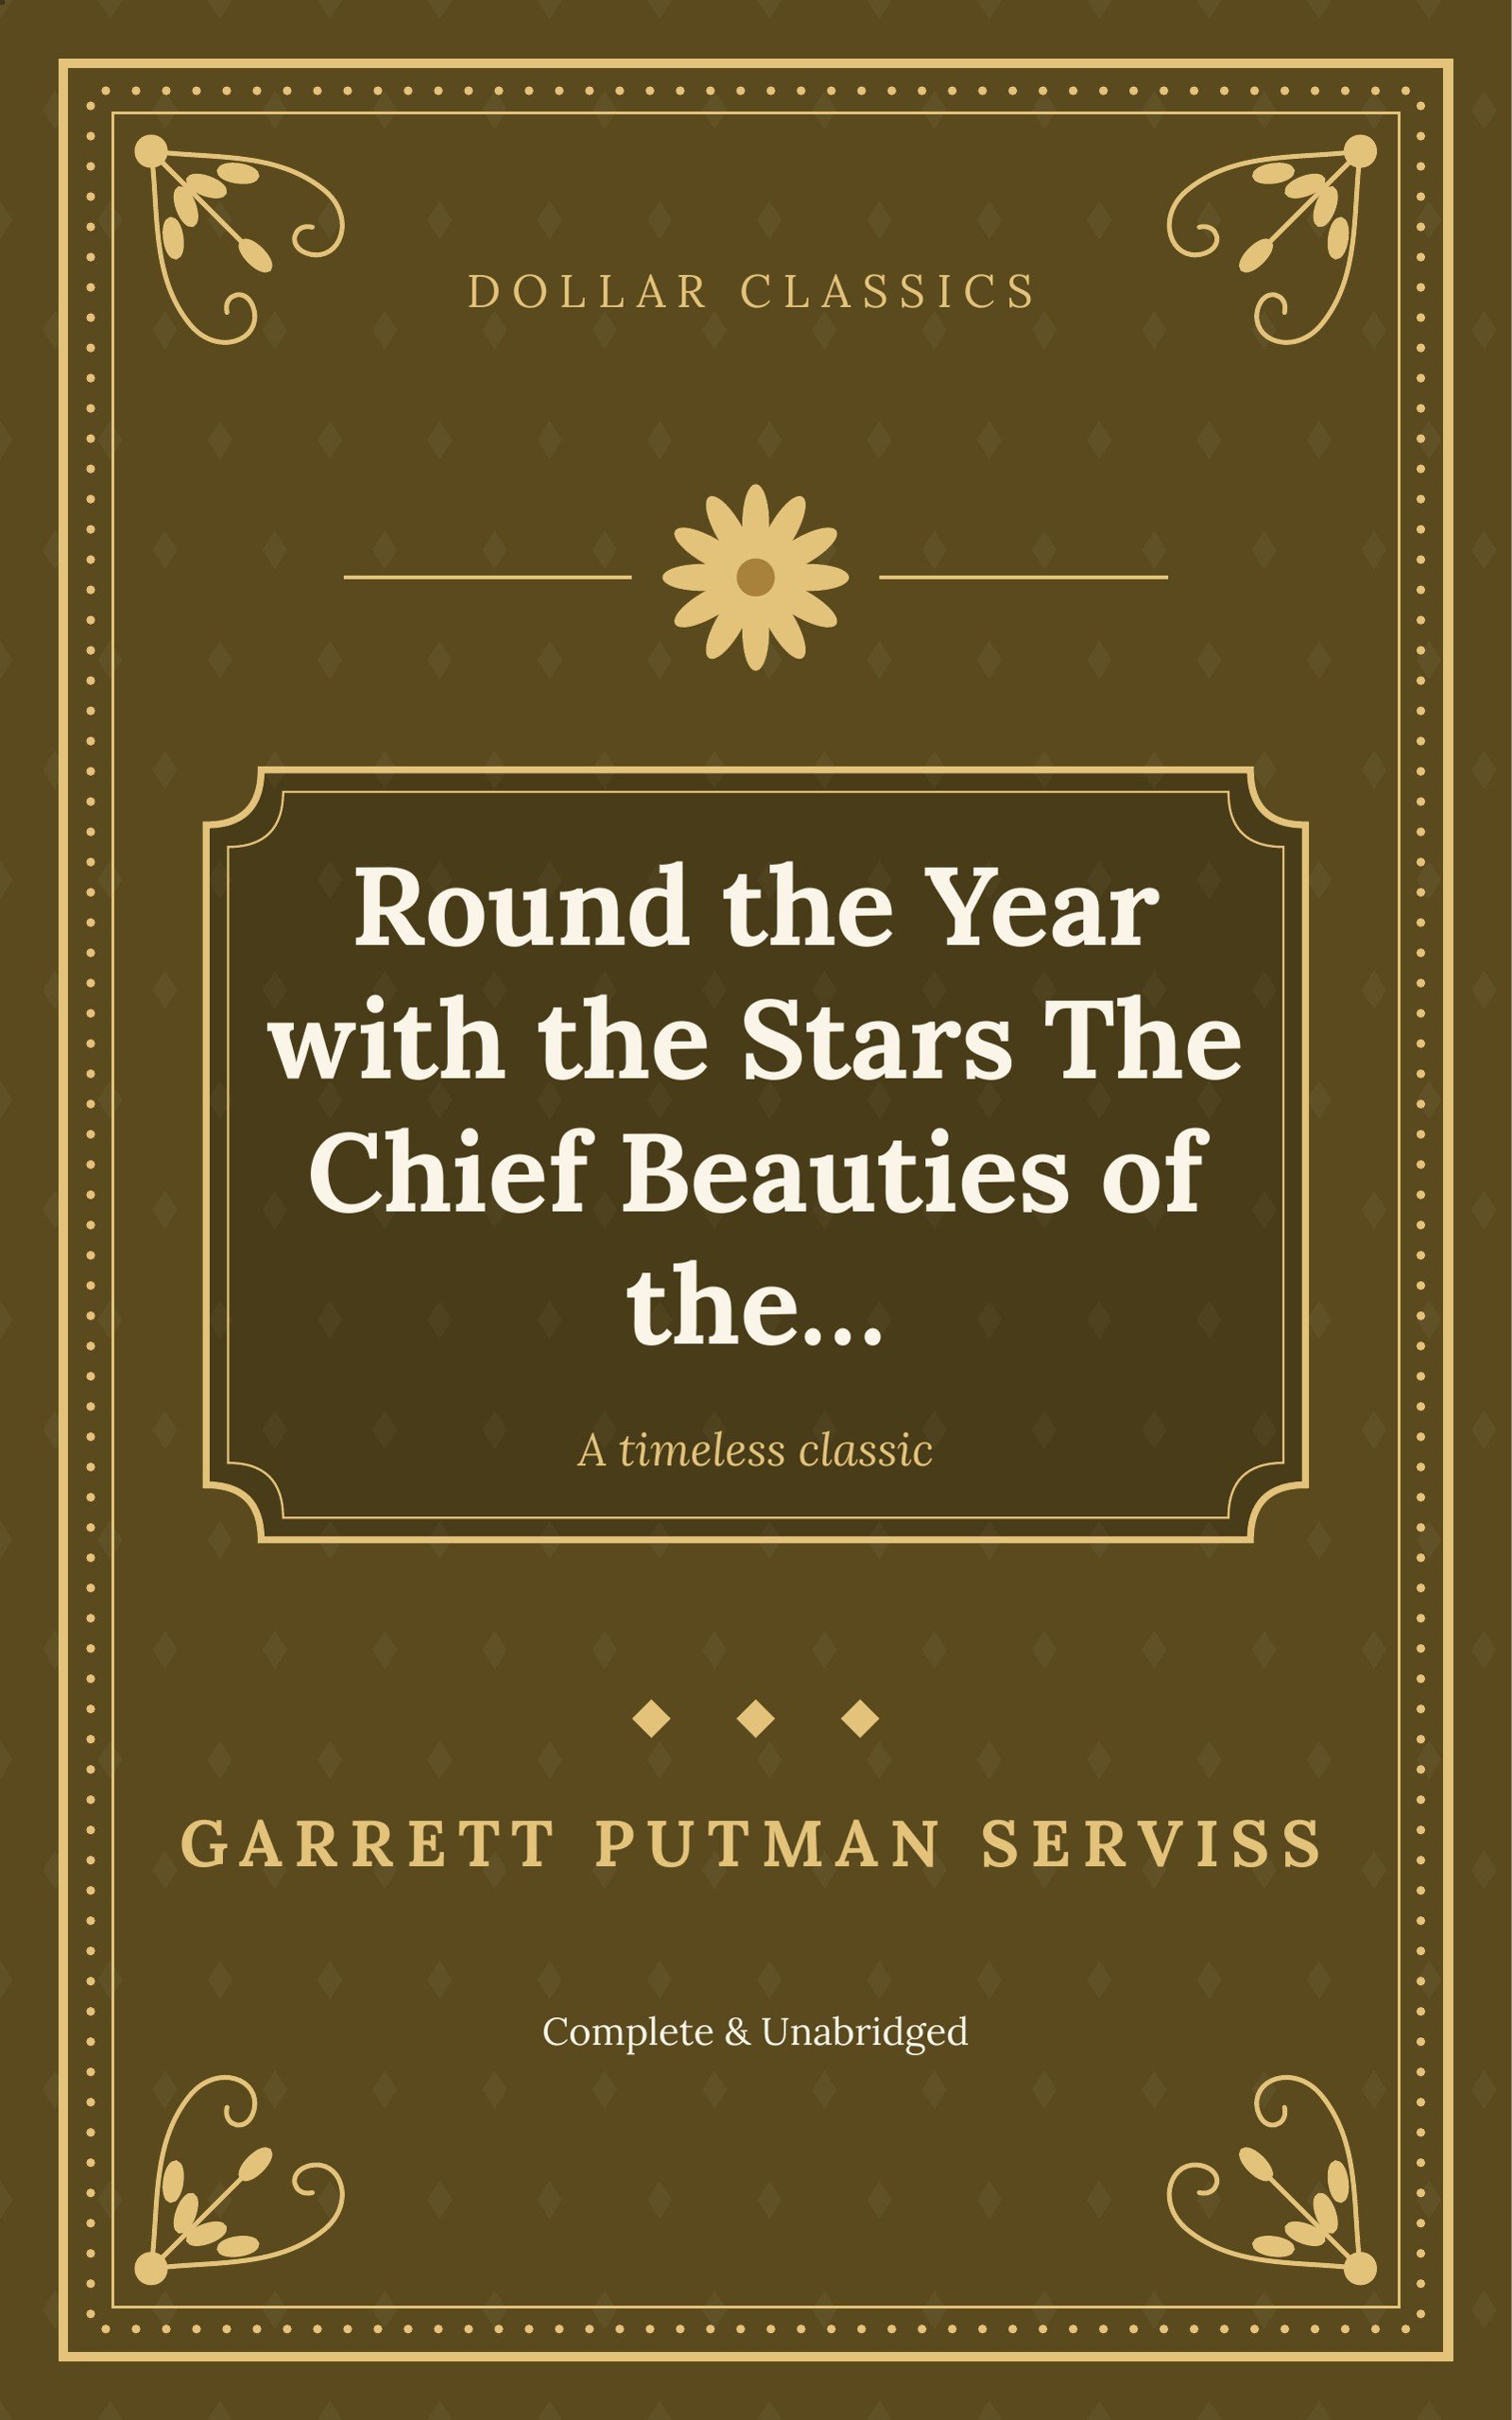 DOLLAR CLASSICS
Round the Year
with the Stars The
Chief Beauties of
the...
A timeless classic
GARRETT PUTMAN SERVISS
Complete & Unabridged